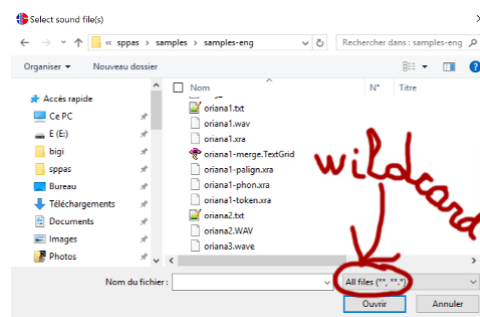 Select sound file(s)
« sppas > samples > samples-eng
Rechercher dans : samples-eng
Organiser
Nouveau dossier
Nom
N°
Titre
Accès rapide
Ce PC
E (E:)
bigi
sppas
Bureau
Téléchargements
Documents
Images
Photos
oriana1.txt
oriana1.wav
oriana1.xra
oriana1-merge.TextGrid
oriana1-palign.xra
oriana1-phon.xra
oriana1-token.xra
oriana2.txt
oriana2.WAV
oriana3.wave
wildcard
Nom du fichier :
All files (**, **.*)
Ouvrir
Annuler